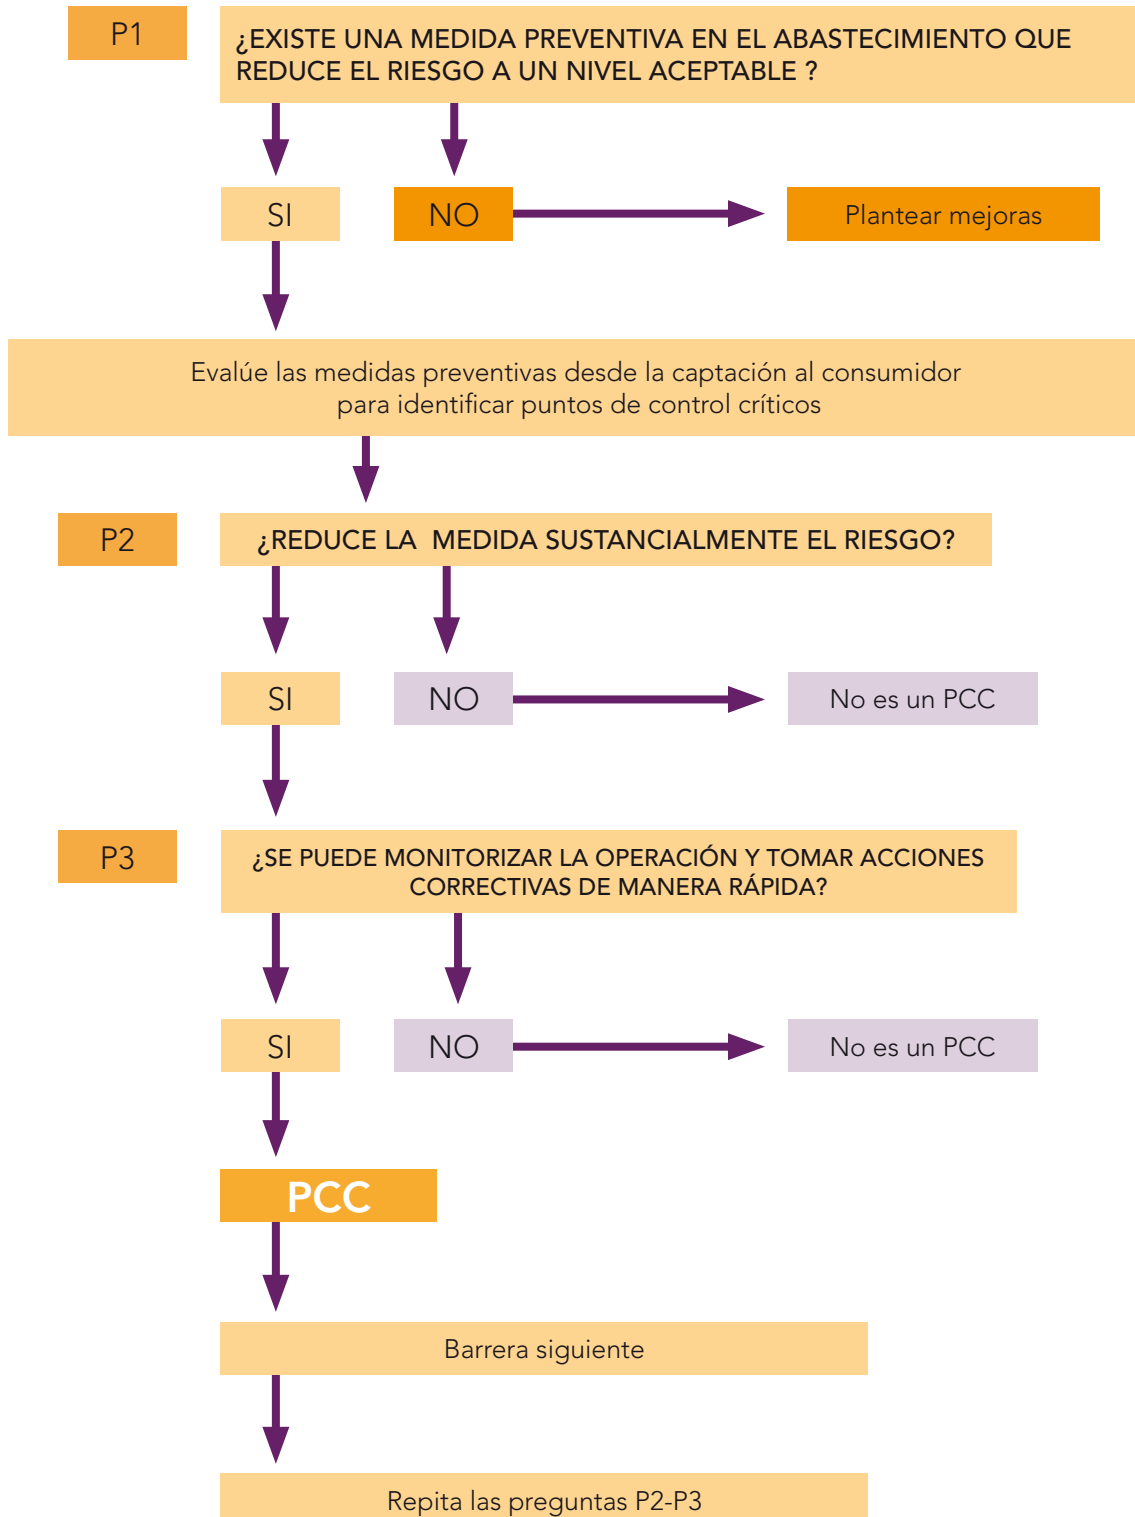 P1
¿EXISTE UNA MEDIDA PREVENTIVA EN EL ABASTECIMIENTO QUE
REDUCE EL RIESGO A UN NIVEL ACEPTABLE ?
SI
NO
Plantear mejoras
Evalúe las medidas preventivas desde la captación al consumidor
para identificar puntos de control críticos
P2
¿REDUCE LA  MEDIDA SUSTANCIALMENTE EL RIESGO?
SI
NO
No es un PCC
P3
¿SE PUEDE MONITORIZAR LA OPERACIÓN Y TOMAR ACCIONES
CORRECTIVAS DE MANERA RÁPIDA?
SI
NO
No es un PCC
PCC
Barrera siguiente
Repita las preguntas P2-P3